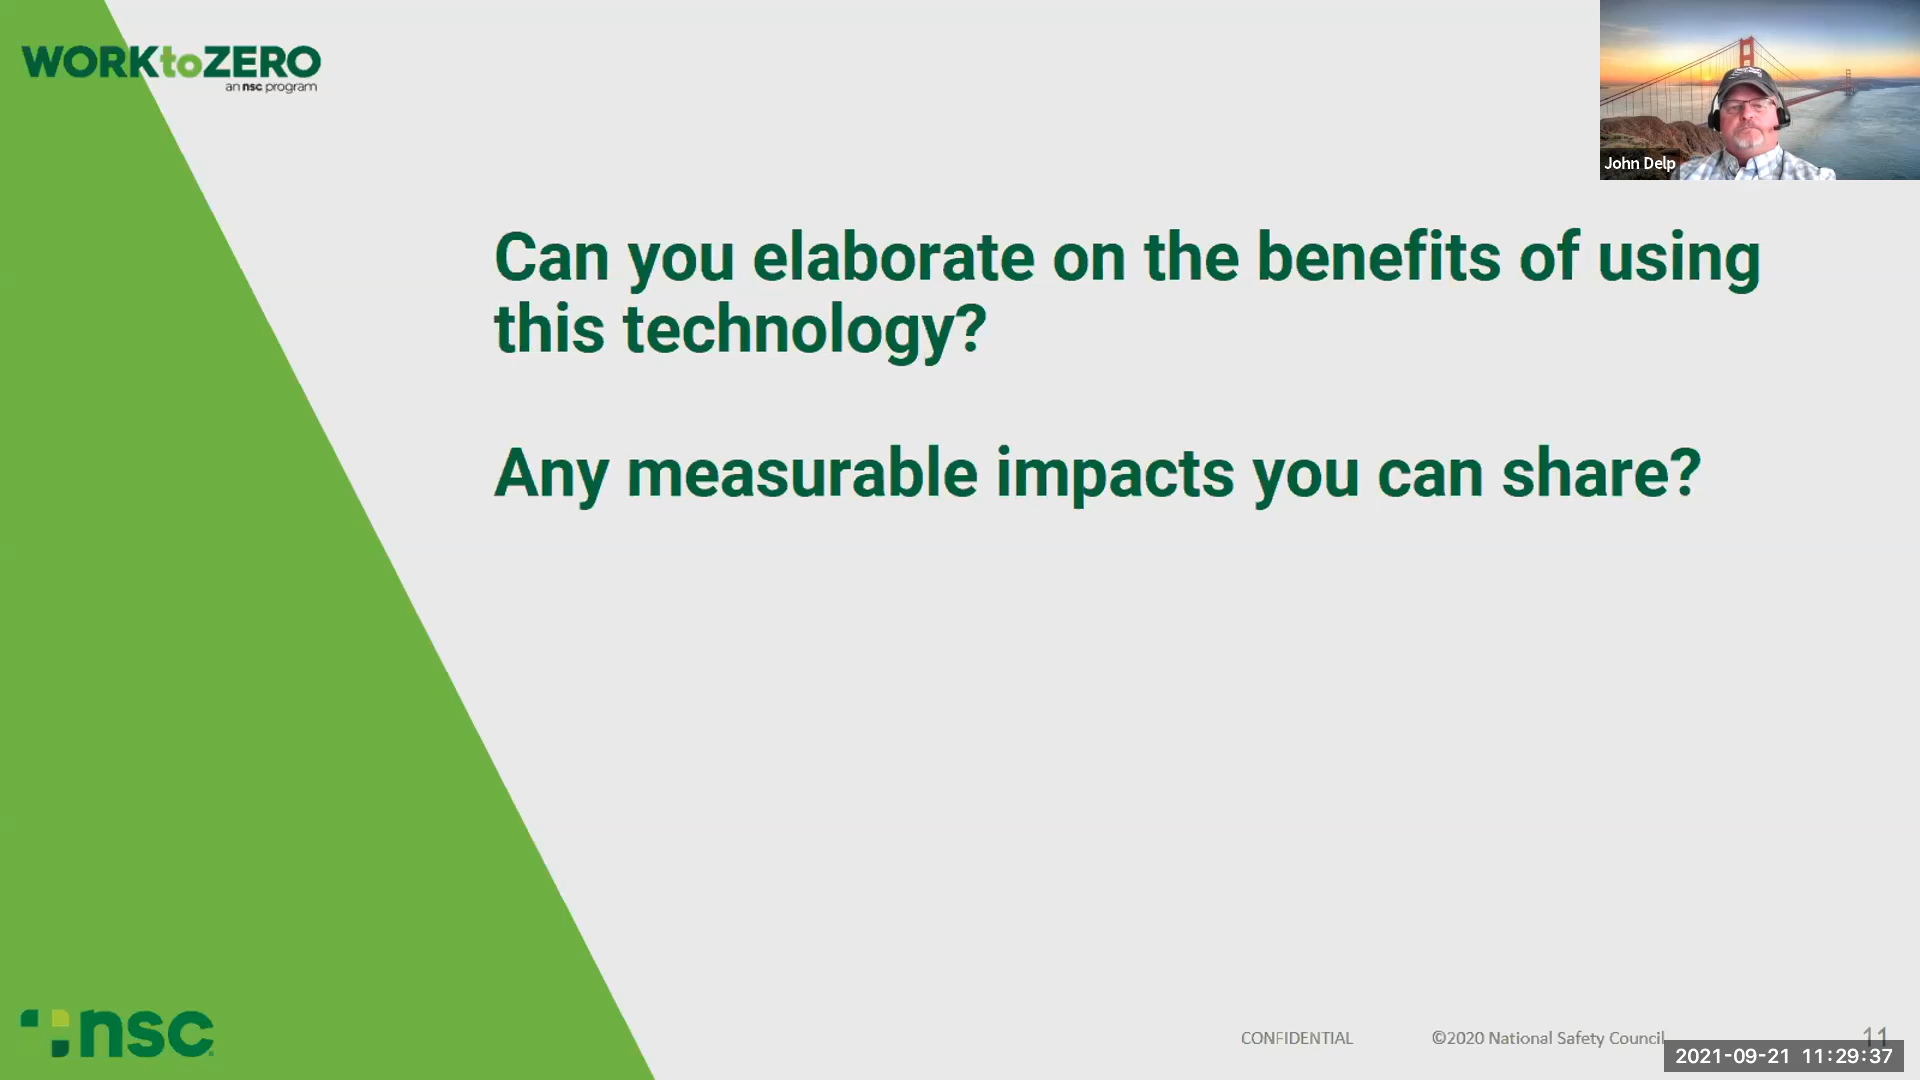 WORKtoZERO
an nsc program
John Delp
Can you elaborate on the benefits of using
this technology?
Any measurable impacts you can share?
nsc
CONFIDENTIAL
©2020 National Safety Council
11
2021-09-21 11:29:37